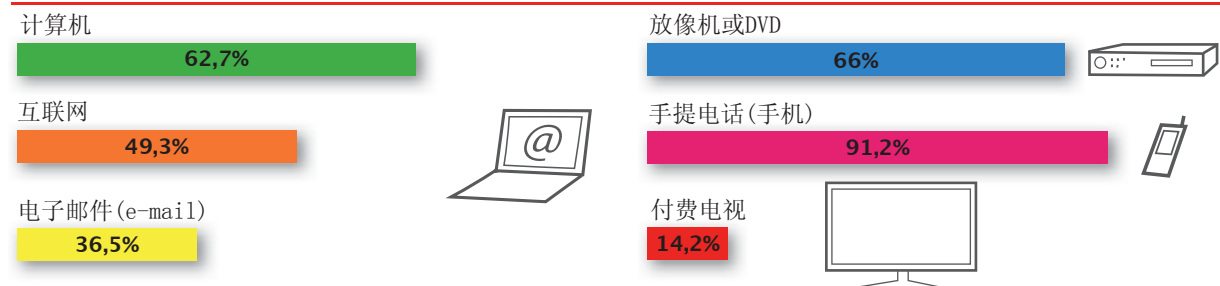 计算机
62,7%
互联网
49,3%
@
电子邮件(e-mail)
36,5%
放像机或DVD
66%
手提电话(手机)
91,2%
付费电视
14,2%